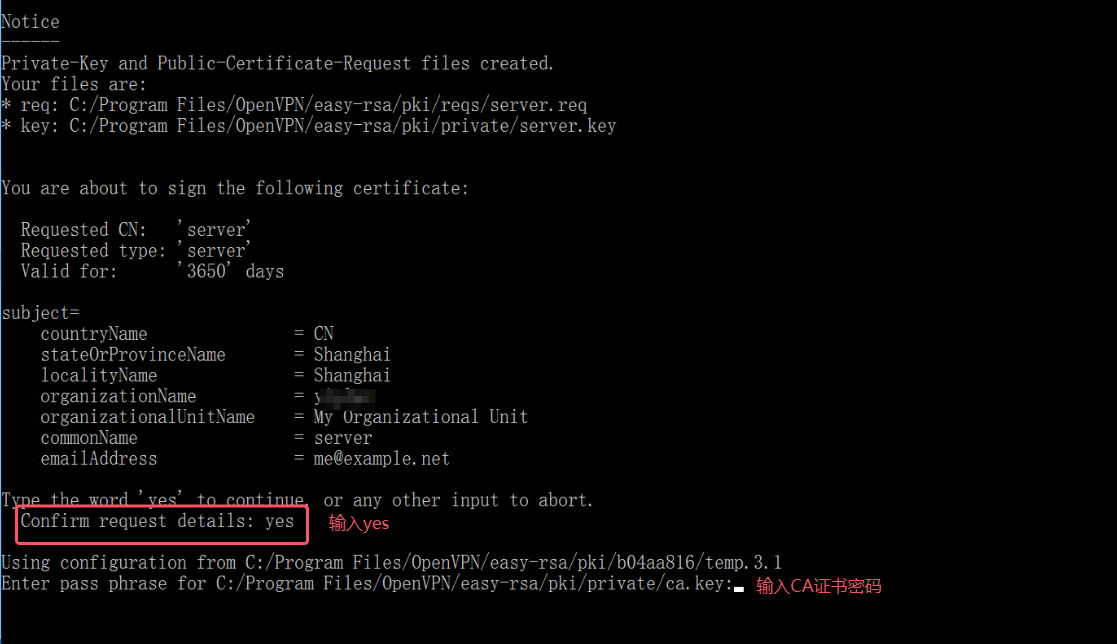 Notice
------
Private-Key and Public-Certificate-Request files created.
Your files are:
* req: C:/Program Files/OpenVPN/easy-rsa/pki/reqs/server.req
* key: C:/Program Files/OpenVPN/easy-rsa/pki/private/server.key
You are about to sign the following certificate:
Requested CN: 'server'
Requested type: 'server'
Valid for: '3650' days
subject=
countryName = CN
stateOrProvinceName = Shanghai
localityName = Shanghai
organizationName =
organizationalUnitName = My Organizational Unit
commonName = server
emailAddress = me@example.net
Type the word 'yes' to continue, or any other input to abort.
Confirm request details: yes 输入yes
Using configuration from C:/Program Files/OpenVPN/easy-rsa/pki/b04aa816/temp.3.1
Enter pass phrase for C:/Program Files/OpenVPN/easy-rsa/pki/private/ca.key: 输入CA证书密码